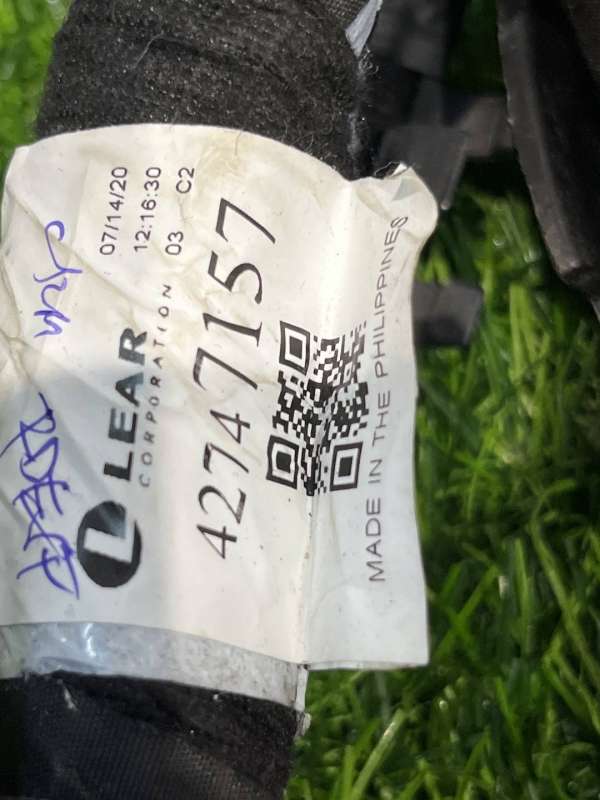 07/14/20
12:16:30
03 C2
LEAR
CORPORATION
42747157
MADE IN THE PHILIPPINES